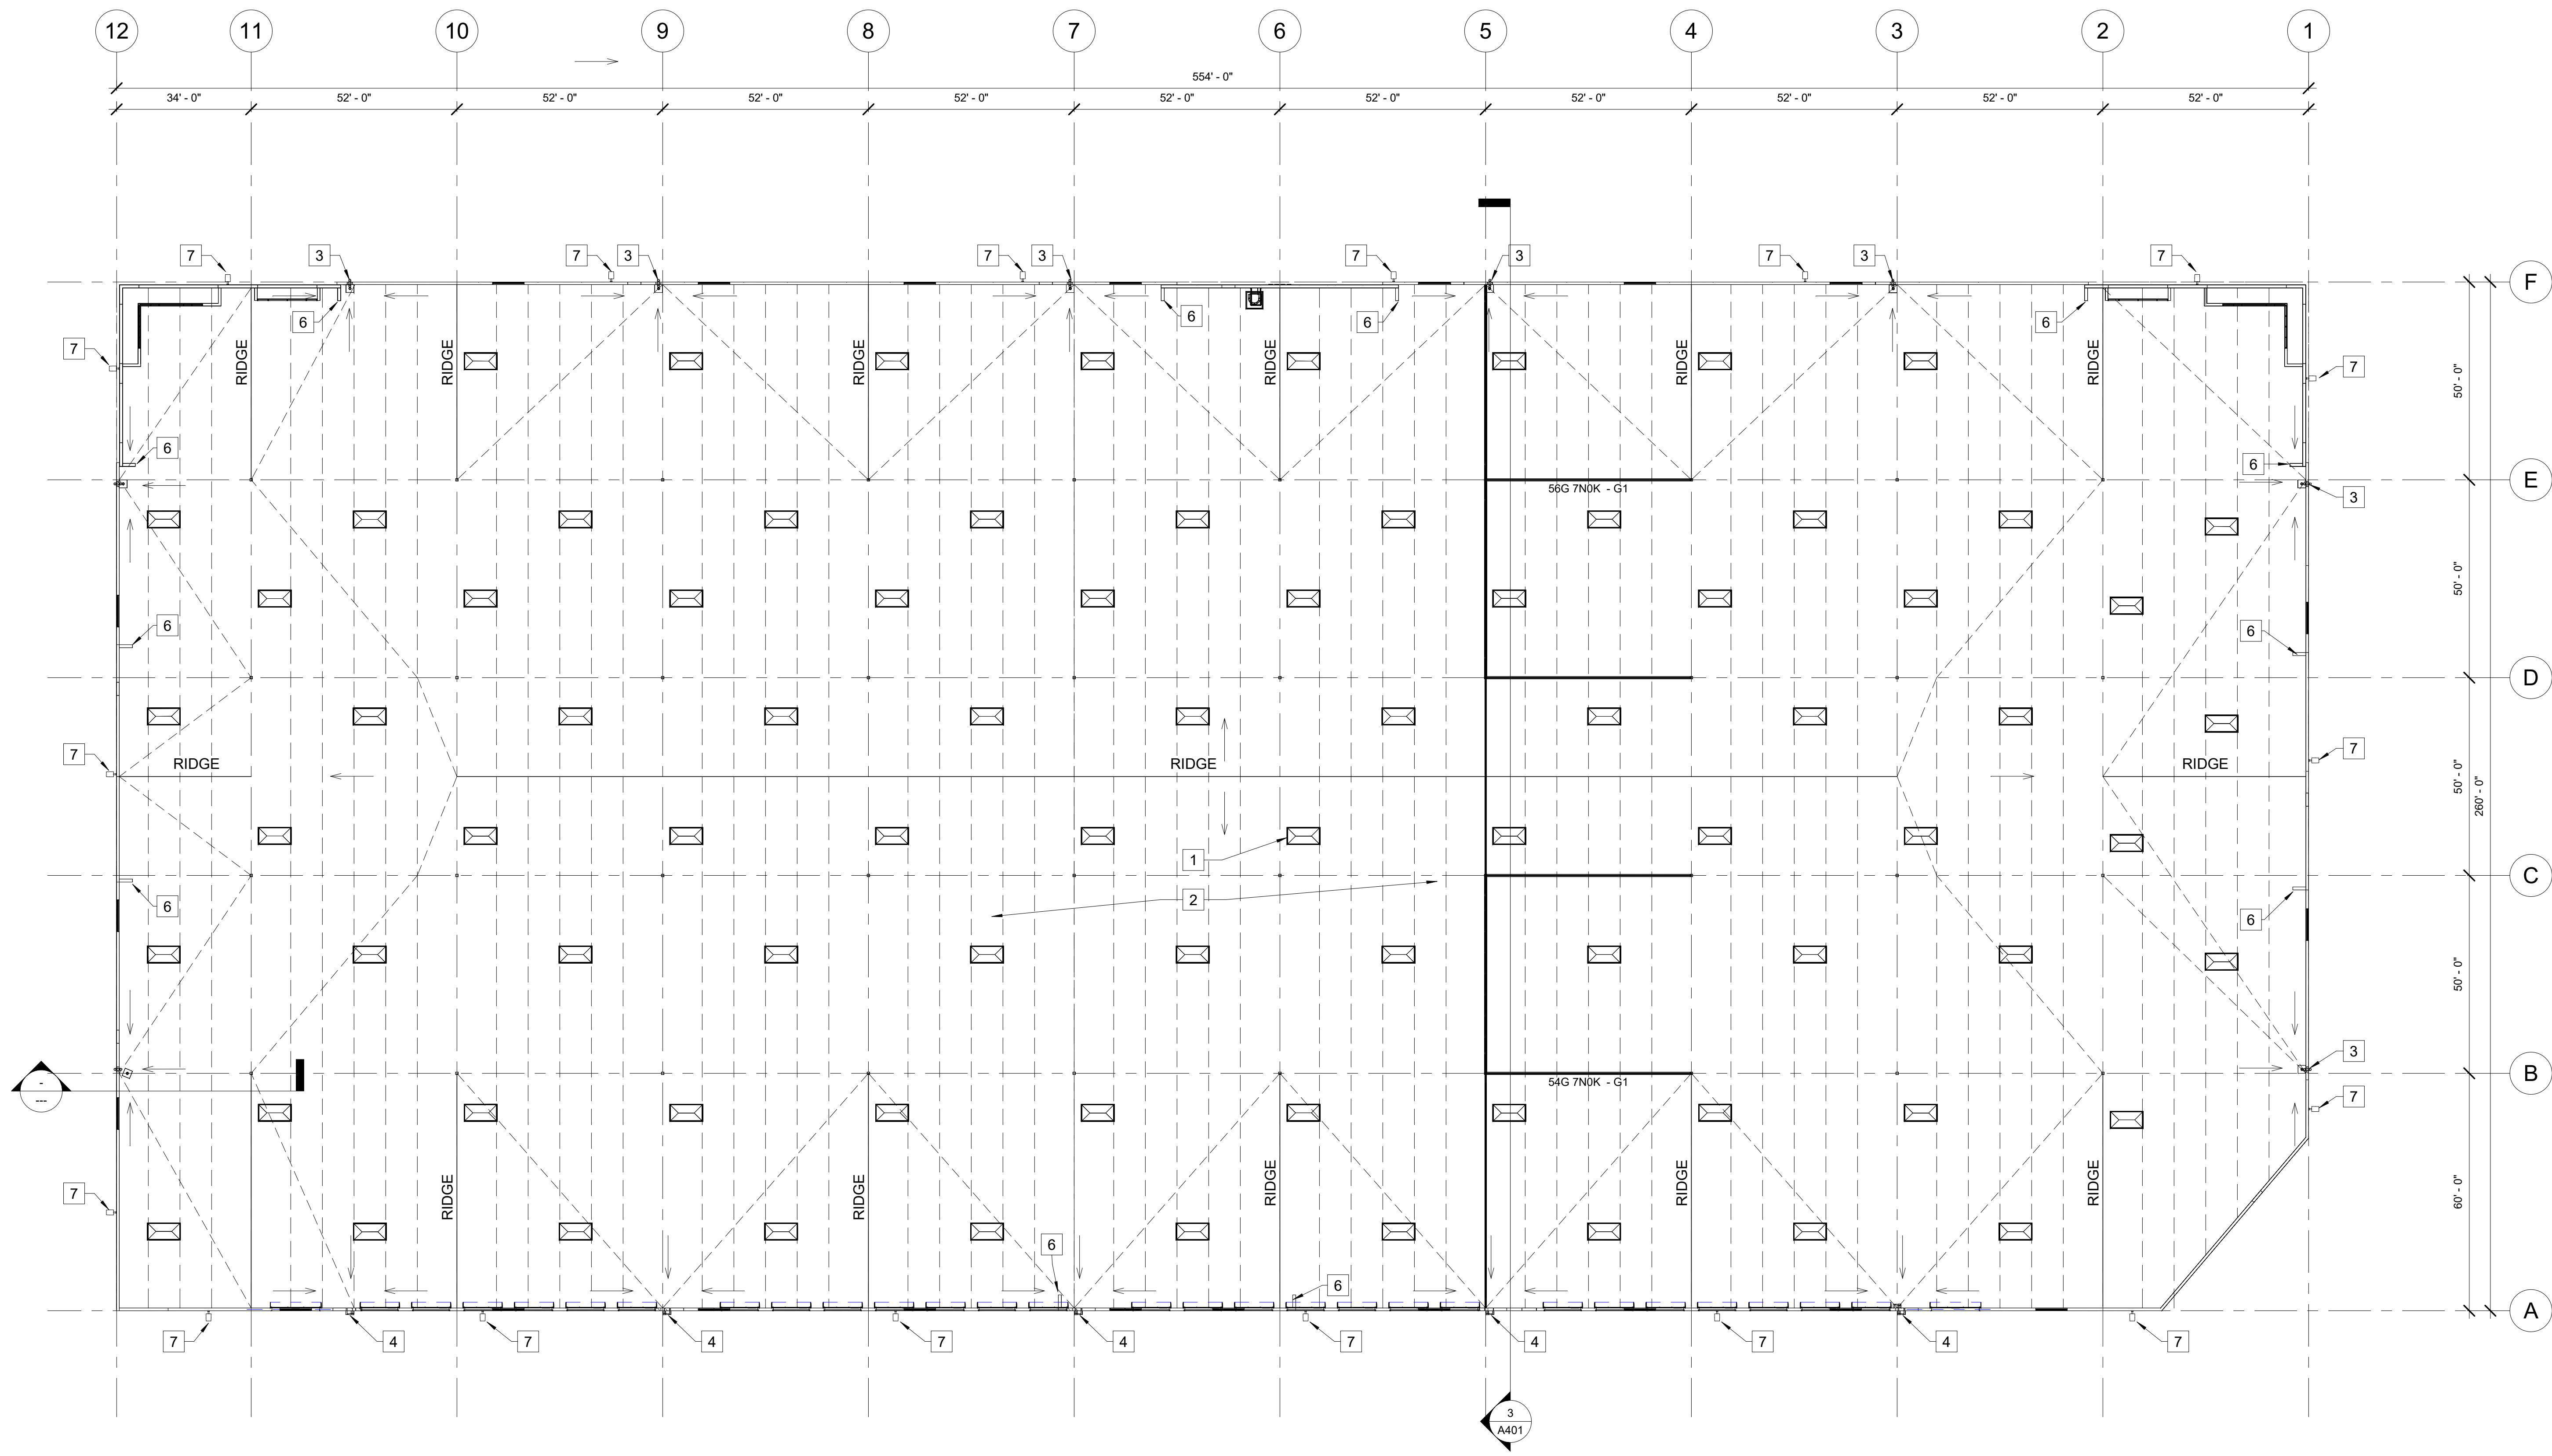 12 11 10 9 8 7 6 5 4 3 2 1
554' - 0"
34' - 0" 52' - 0" 52' - 0" 52' - 0" 52' - 0" 52' - 0" 52' - 0" 52' - 0" 52' - 0" 52' - 0" 52' - 0"
7 3 7 3 7 3 7 3 7 3 7
F
6 6 6 6
7 RIDGE RIDGE RIDGE RIDGE RIDGE RIDGE 7 50' - 0"
6 6
E
56G 7N0K - G1
3
50' - 0"
6 6
D
7 RIDGE RIDGE RIDGE 7
50' - 0"
260' - 0"
1
C
2
6 6
50' - 0"
3
-
---
B
54G 7N0K - G1
7
7 RIDGE RIDGE RIDGE RIDGE RIDGE 60' - 0"
6
6
A
7 4 7 4 7 4 7 4 7 4 7
3
A401